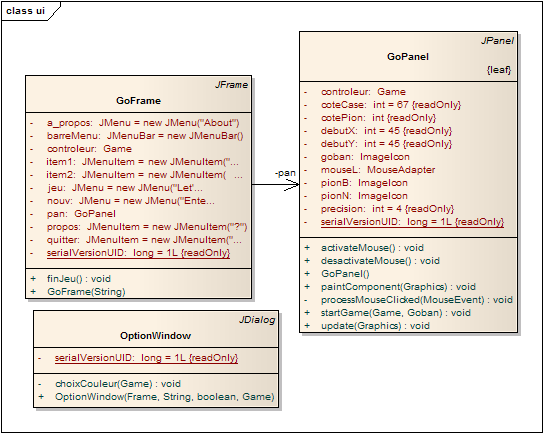 class ui
JFrame
GoFrame
- a_propos: JMenu = new JMenu("About")
- barreMenu: JMenuBar = new JMenuBar()
- controleur: Game
- item1: JMenuItem = new JMenuItem("...
- item2: JMenuItem = new JMenuItem( ...
- jeu: JMenu = new JMenu("Let'...
- nouv: JMenu = new JMenu("Ente...
- pan: GoPanel
- propos: JMenuItem = new JMenuItem("?")
- quitter: JMenuItem = new JMenuItem("...
- serialVersionUID: long = 1L {readOnly}
+ finJeu() : void
+ GoFrame(String)
-pan
JPanel
GoPanel
{leaf}
- controleur: Game
- coteCase: int = 67 {readOnly}
- cotePion: int {readOnly}
- debutX: int = 45 {readOnly}
- debutY: int = 45 {readOnly}
- goban: ImageIcon
- mouseL: MouseAdapter
- pionB: ImageIcon
- pionN: ImageIcon
- precision: int = 4 {readOnly}
- serialVersionUID: long = 1L {readOnly}
+ activateMouse() : void
+ desactivateMouse() : void
+ GoPanel()
+ paintComponent(Graphics) : void
- processMouseClicked(MouseEvent) : void
+ startGame(Game, Goban) : void
+ update(Graphics) : void
JDialog
OptionWindow
- serialVersionUID: long = 1L {readOnly}
- choixCouleur(Game) : void
+ OptionWindow(Frame, String, boolean, Game)